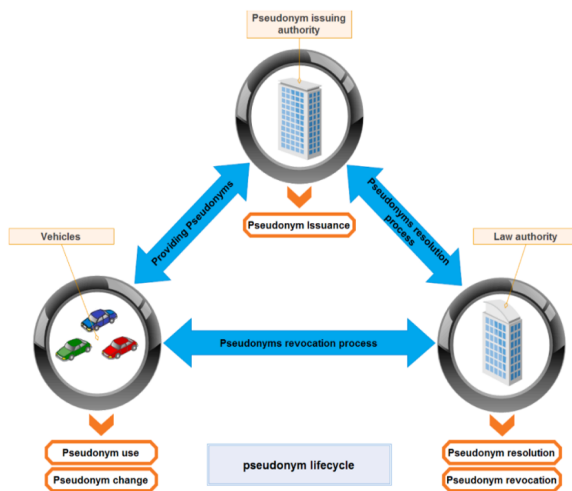 Pseudonym issuing
authority
Providing Pseudonyms
Pseudonyms resolution
process
Pseudonym Issuance
Vehicles
Law authority
Pseudonyms revocation process
Pseudonym use
Pseudonym change
pseudonym lifecycle
Pseudonym resolution
Pseudonym revocation